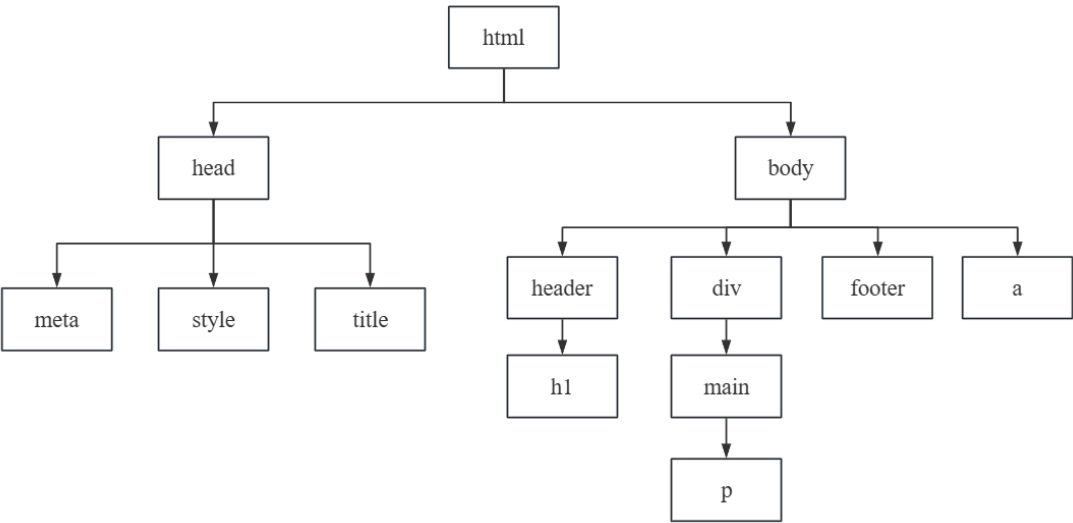 html
head
body
meta
style
title
header
div
footer
a
h1
main
p